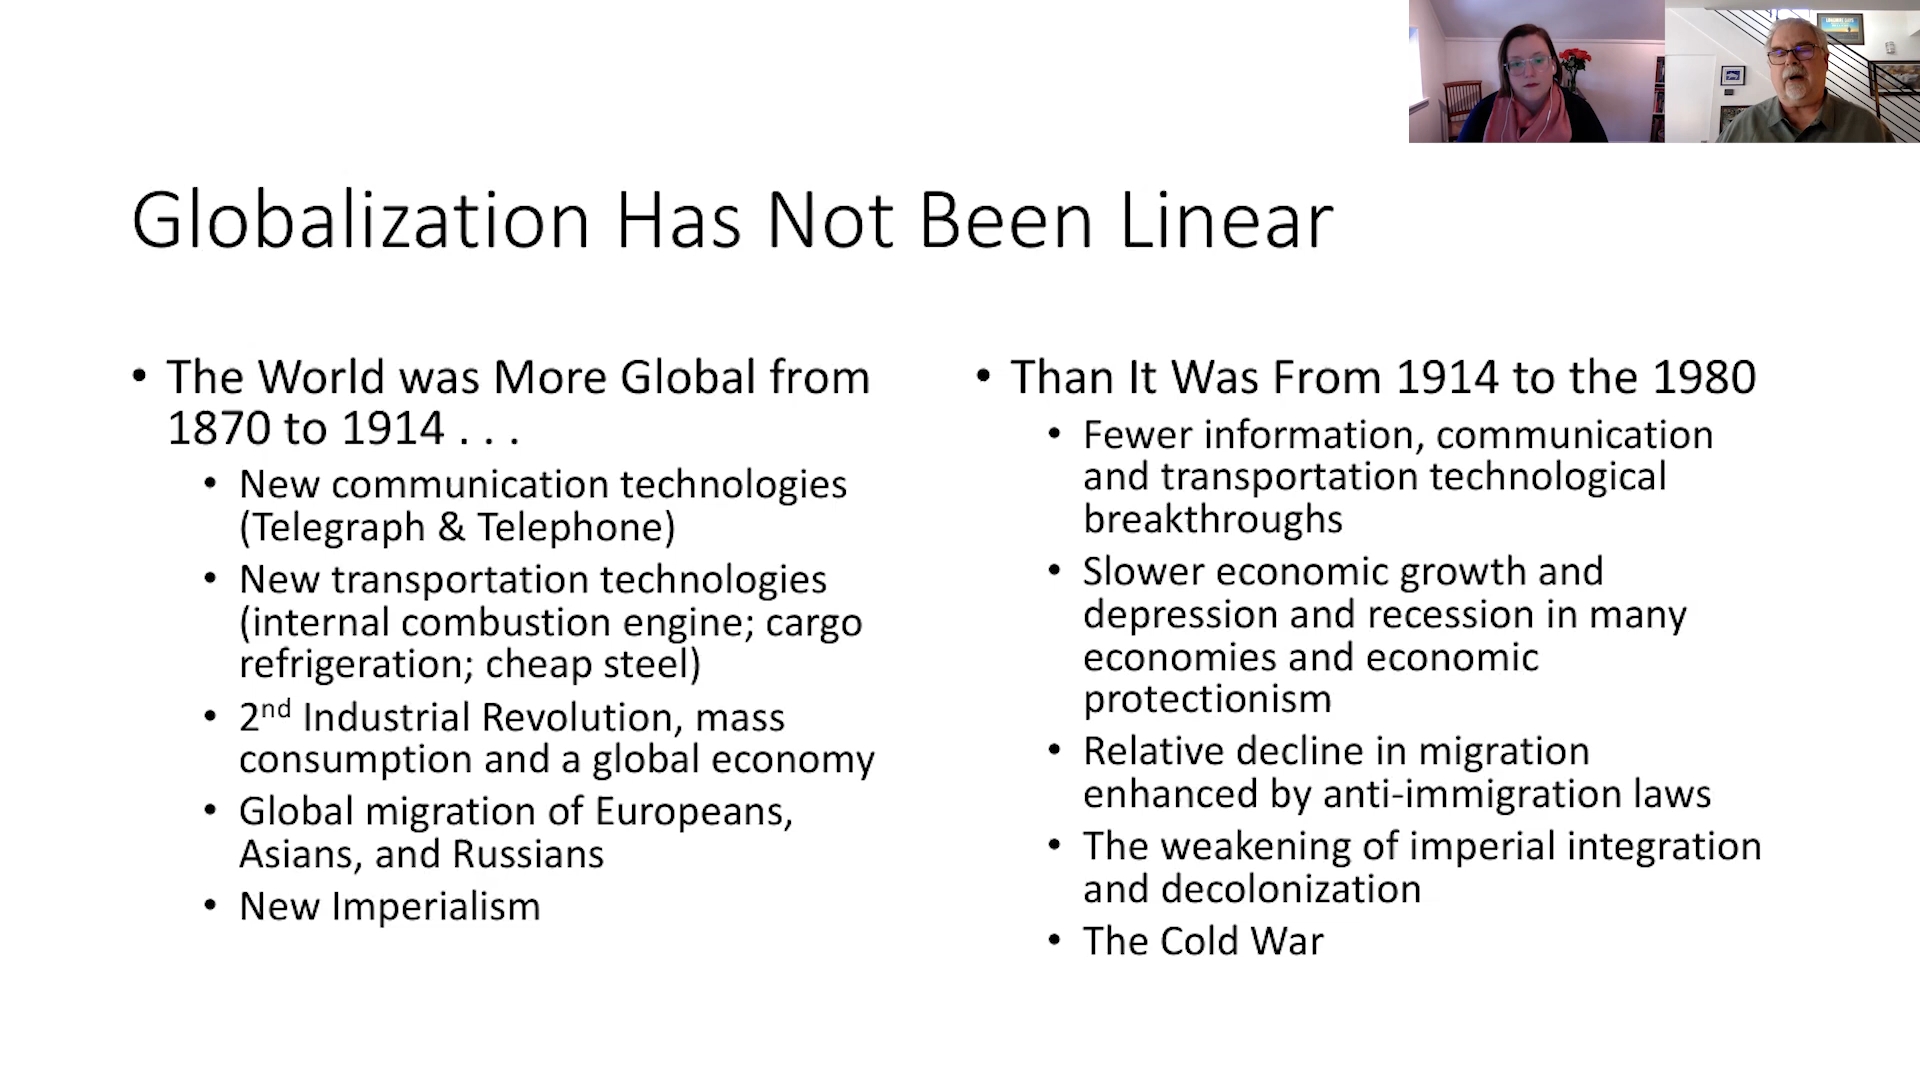 Globalization Has Not Been Linear
• The World was More Global from
1870 to 1914 . . .
• New communication technologies
(Telegraph & Telephone)
• New transportation technologies
(internal combustion engine; cargo
refrigeration; cheap steel)
• 2nd Industrial Revolution, mass
consumption and a global economy
• Global migration of Europeans,
Asians, and Russians
• New Imperialism
• Than It Was From 1914 to the 1980
• Fewer information, communication
and transportation technological
breakthroughs
• Slower economic growth and
depression and recession in many
economies and economic
protectionism
• Relative decline in migration
enhanced by anti-immigration laws
• The weakening of imperial integration
and decolonization
• The Cold War